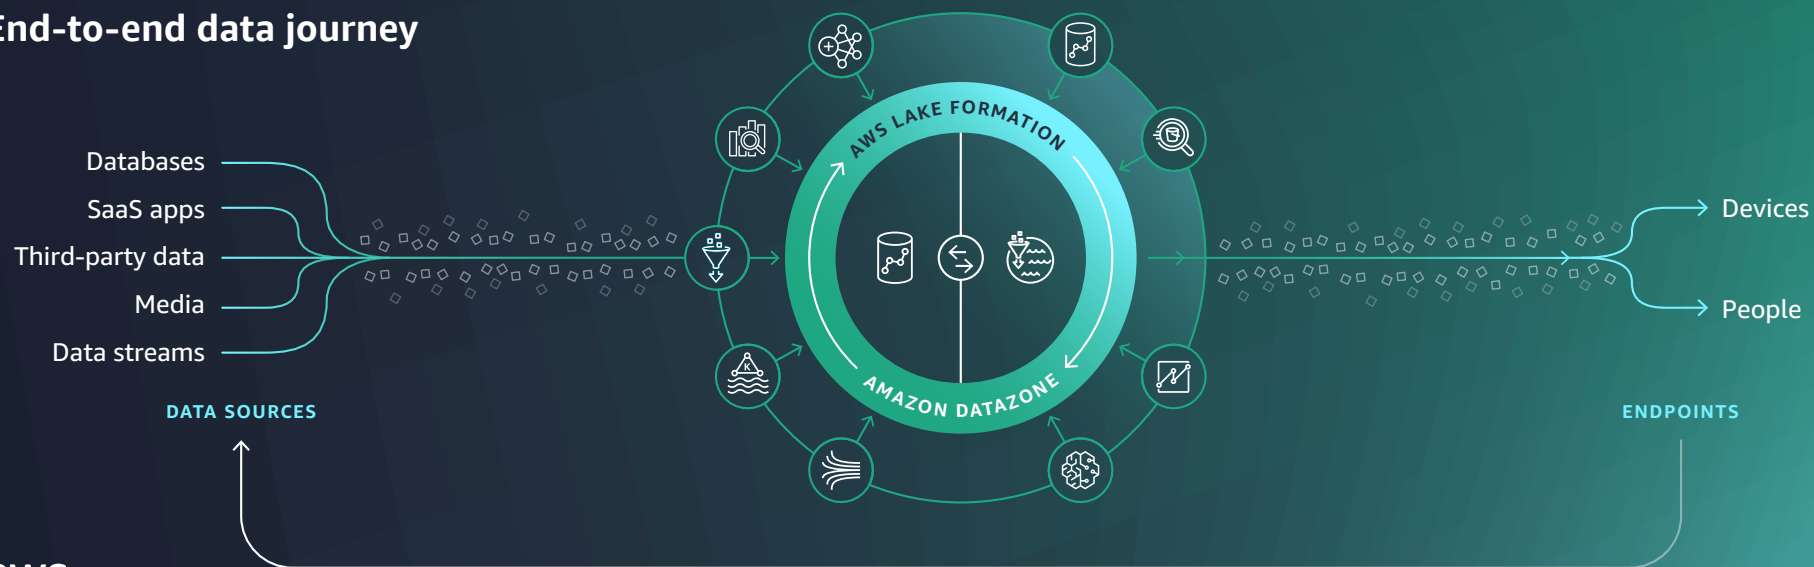 End-to-end data journey
Databases
SaaS apps
Third-party data
Media
Data streams
DATA SOURCES
AWS LAKE FORMATION
AMAZON DATAZONE
K
Devices
People
ENDPOINTS